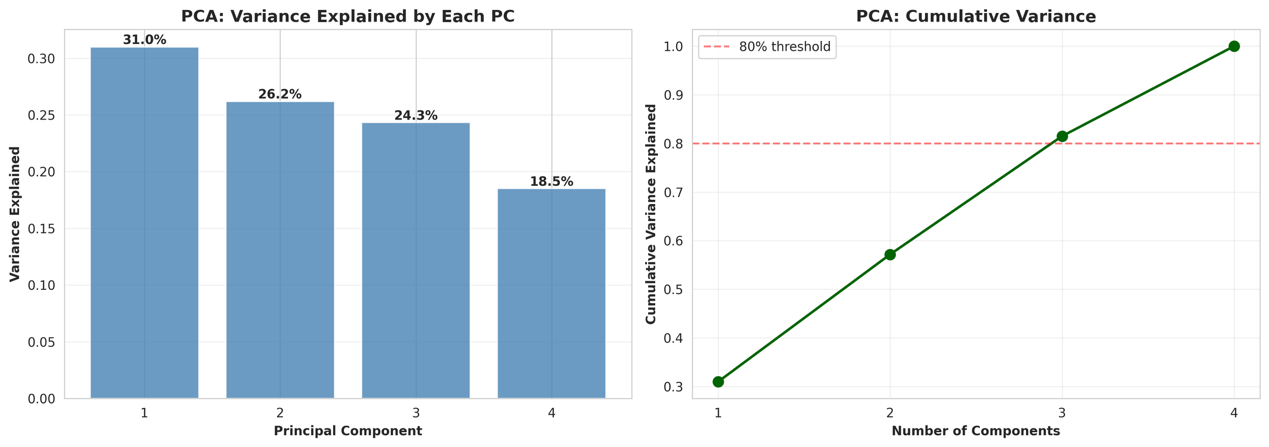 PCA: Variance Explained by Each PC
Variance Explained
0.30
0.25
0.20
0.15
0.10
0.05
0.00
31.0%
26.2%
24.3%
18.5%
1 2 3 4
Principal Component
PCA: Cumulative Variance
80% threshold
Cumulative Variance Explained
1.0
0.9
0.8
0.7
0.6
0.5
0.4
0.3
1 2 3 4
Number of Components